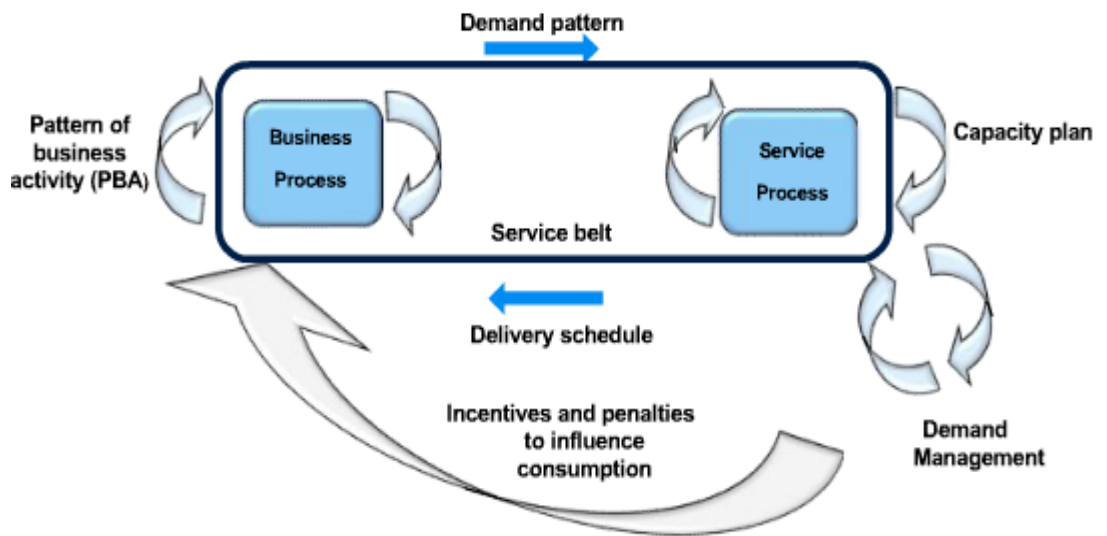 Demand pattern
Pattern of
business
activity (PBA)
Business
Process
Service
Process
Capacity plan
Service belt
Delivery schedule
Incentives and penalties
to influence
consumption
Demand
Management